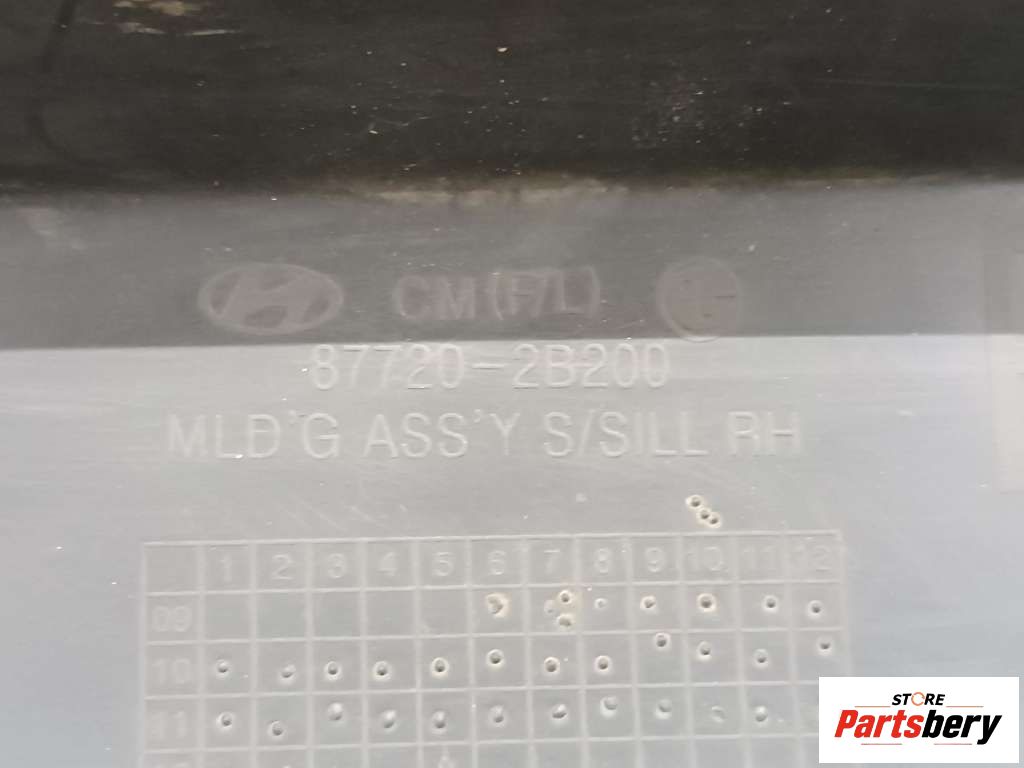 CM (F/L)
87720-2B200
MLD'G ASS'Y S/SILL RH
1 2 3 4 5 6 7 8 9 10 11 12
09
10
11
STORE
Partsbery